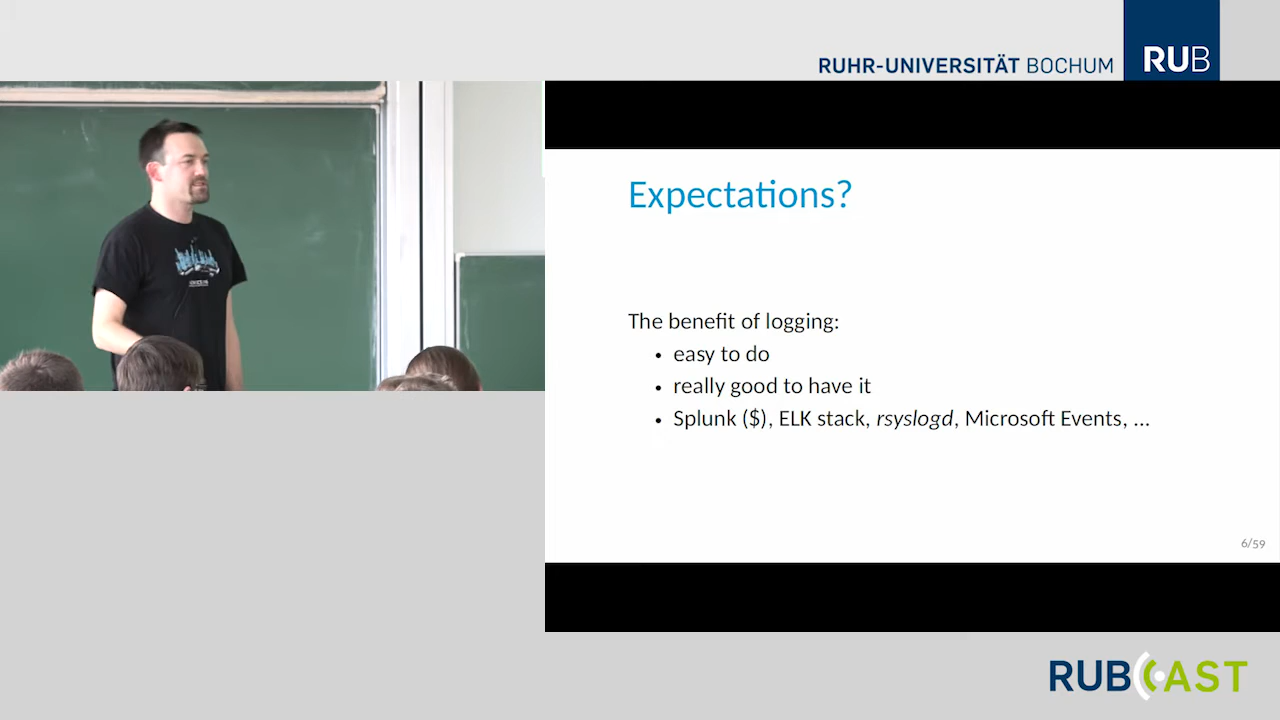 RUHR-UNIVERSITÄT BOCHUM
RUB
Expectations?
The benefit of logging:
• easy to do
• really good to have it
• Splunk ($), ELK stack, rsyslogd, Microsoft Events, ...
6/59
RUBCAST